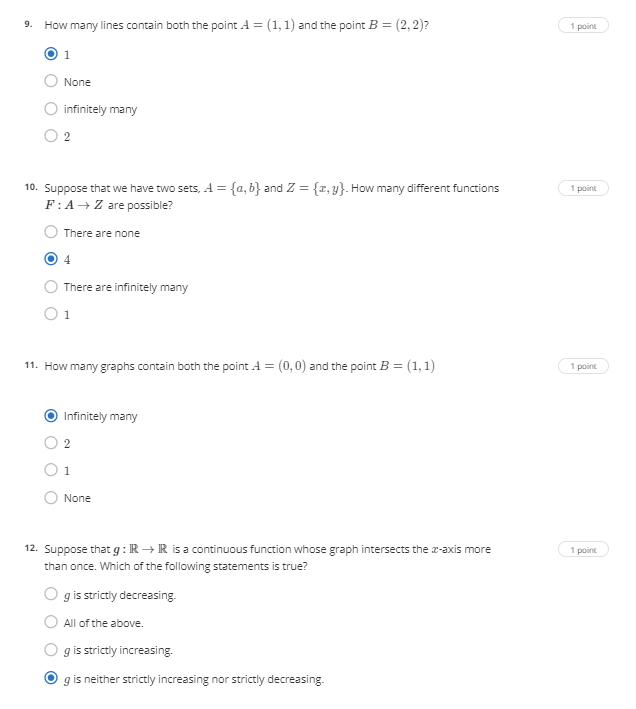 9. How many lines contain both the point A = (1, 1) and the point B = (2, 2)?
1 point
1
None
infinitely many
2
10. Suppose that we have two sets, A = {a, b} and Z = {x, y}. How many different functions
1 point
F : A → Z are possible?
There are none
4
There are infinitely many
1
11. How many graphs contain both the point A = (0, 0) and the point B = (1, 1)
1 point
Infinitely many
2
1
None
12. Suppose that g : ℝ → ℝ is a continuous function whose graph intersects the x-axis more
1 point
than once. Which of the following statements is true?
g is strictly decreasing.
All of the above.
g is strictly increasing.
g is neither strictly increasing nor strictly decreasing.